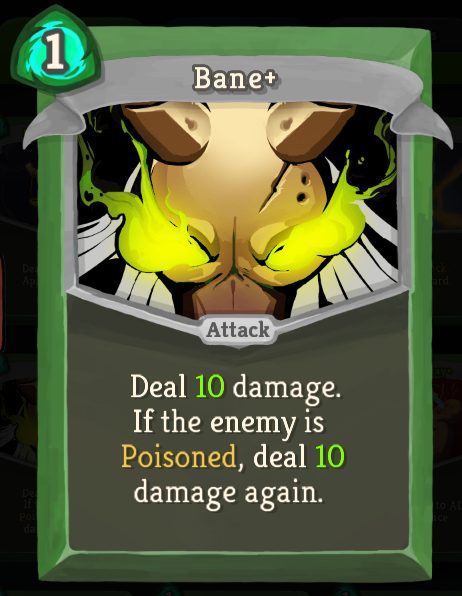 1
Bane+
Attack
Deal 10 damage.
If the enemy is
Poisoned, deal 10
damage again.